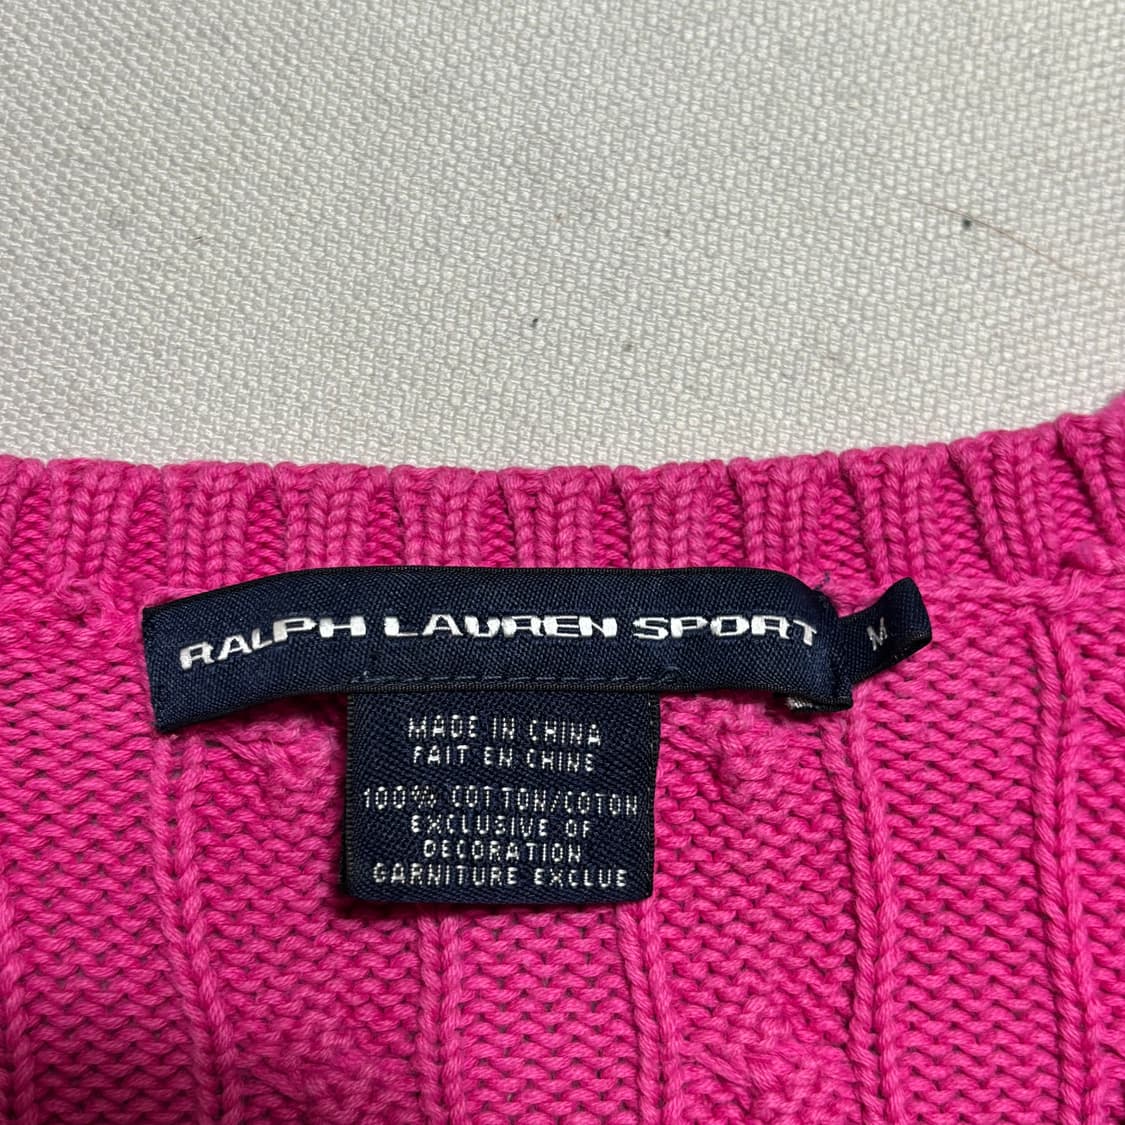 RALPH LAUREN SPORT
M
MADE IN CHINA
FAIT EN CHINE
100% COTTON/COTON
EXCLUSIVE OF
DECORATION
GARNITURE EXCLUE